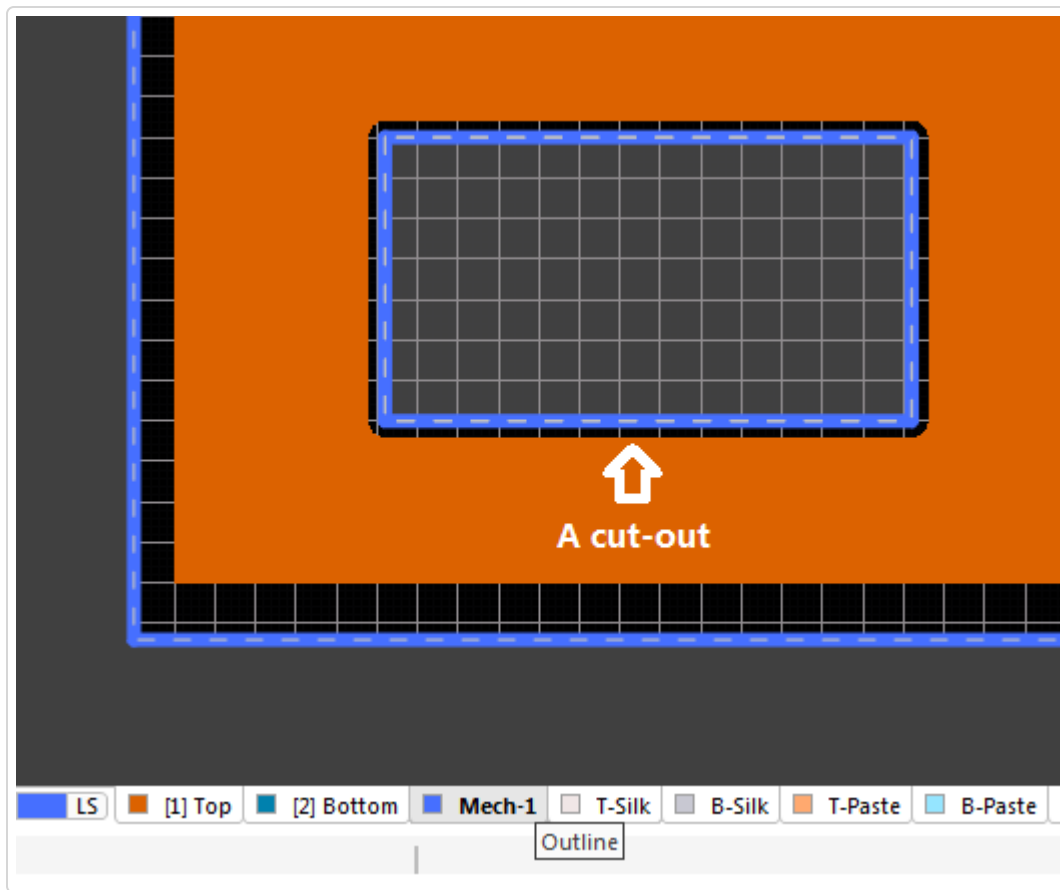 A cut-out
LS [1] Top [2] Bottom Mech-1 T-Silk B-Silk T-Paste B-Paste
Outline